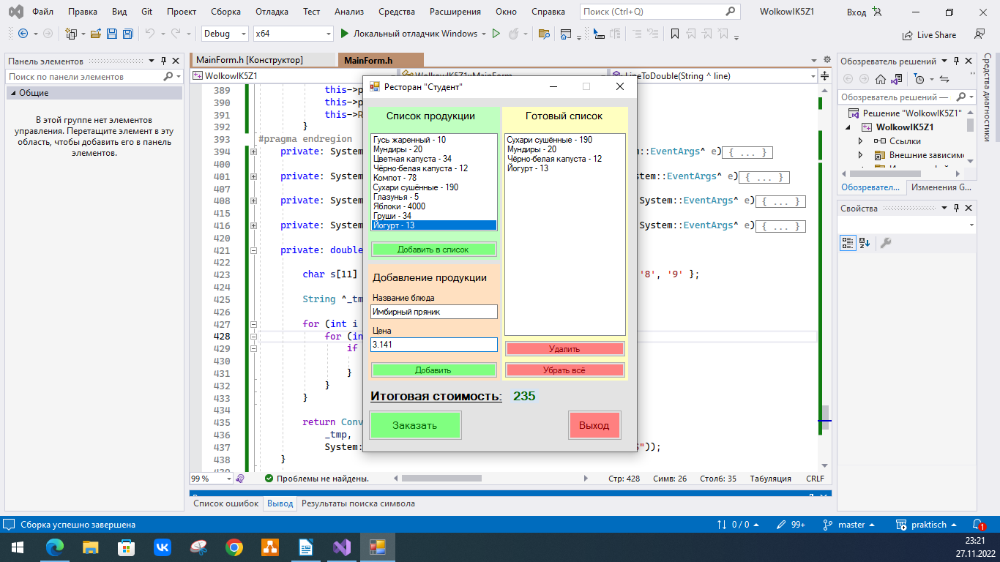 Файл Правка Вид Git Проект Сборка Отладка Тест Анализ Средства Расширения Окно Справка Поиск (Ctrl+Q) WolkowIK5Z1 Вход
Debug x64 Локальный отладчик Windows Live Share
Панель элементов
Поиск по панели элементов
Общие
В этой группе нет элементов
управления. Перетащите элемент в эту
область, чтобы добавить его в панель
элементов.
MainForm.h [Конструктор] MainForm.h
WolkowIK5Z1 WolkowIK5Z1::MainForm LineToDouble(String ^ line)
389 this->p
390 this->p
391 this->R
392 }
393 #pragma endregion
394 private: System ::EventArgs^ e){ ... }
400
401 private: System stem::EventArgs^ e){ ... }
407
408 private: System System::EventArgs^ e){ ... }
415
416 private: System System::EventArgs^ e){ ... }
420
421 private: double
422
423 char s[11] '8', '9' };
424
425 String ^_tm
426
427 for (int i
428 for (in
429 if
430
431 }
432 }
433 }
434
435 return Conv
436 _tmp,
437 System: "));
438 }
Ресторан "Студент"
Список продукции
Гусь жаренный - 10
Мундиры - 20
Цветная капуста - 34
Чёрно-белая капуста - 12
Компот - 78
Сухари сушённые - 190
Глазунья - 5
Яблоки - 4000
Груши - 34
Йогурт - 13
Добавить в список
Добавление продукции
Название блюда
Имбирный пряник
Цена
3.141
Добавить
Готовый список
Сухари сушённые - 190
Мундиры - 20
Чёрно-белая капуста - 12
Йогурт - 13
Удалить
Убрать всё
Итоговая стоимость: 235
Заказать Выход
99 % Проблемы не найдены. Стр: 428 Симв: 26 Столб: 35 Табуляция CRLF
Список ошибок Вывод Результаты поиска символа
Обозреватель решений
Обозреватель решений —
Решение "WolkowIK5Z1"
WolkowIK5Z1
Ссылки
Внешние зависим
Обозревател... Изменения G...
Свойства
Средства диагностики
Сборка успешно завершена 0 / 0 99+ master praktisch 1
23:21
27.11.2022